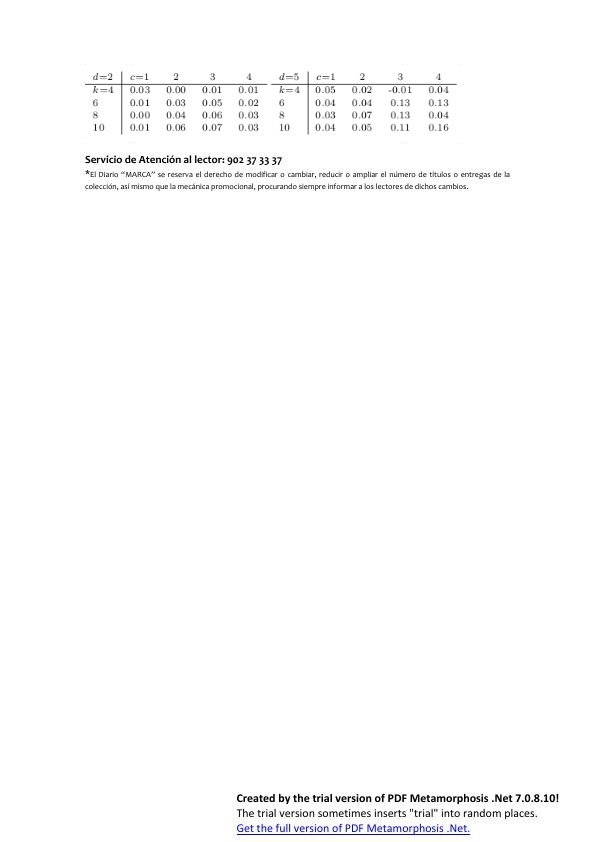 d=2 c=1 2 3 4 d=5 c=1 2 3 4
k=4 0.03 0.00 0.01 0.01 k=4 0.05 0.02 -0.01 0.04
6 0.01 0.03 0.05 0.02 6 0.04 0.04 0.13 0.13
8 0.00 0.04 0.06 0.03 8 0.03 0.07 0.13 0.04
10 0.01 0.06 0.07 0.03 10 0.04 0.05 0.11 0.16
Servicio de Atención al lector: 902 37 33 37
*El Diario “MARCA” se reserva el derecho de modificar o cambiar, reducir o ampliar el número de títulos o entregas de la
colección, así mismo que la mecánica promocional, procurando siempre informar a los lectores de dichos cambios.
Created by the trial version of PDF Metamorphosis .Net 7.0.8.10!
The trial version sometimes inserts "trial" into random places.
Get the full version of PDF Metamorphosis .Net.